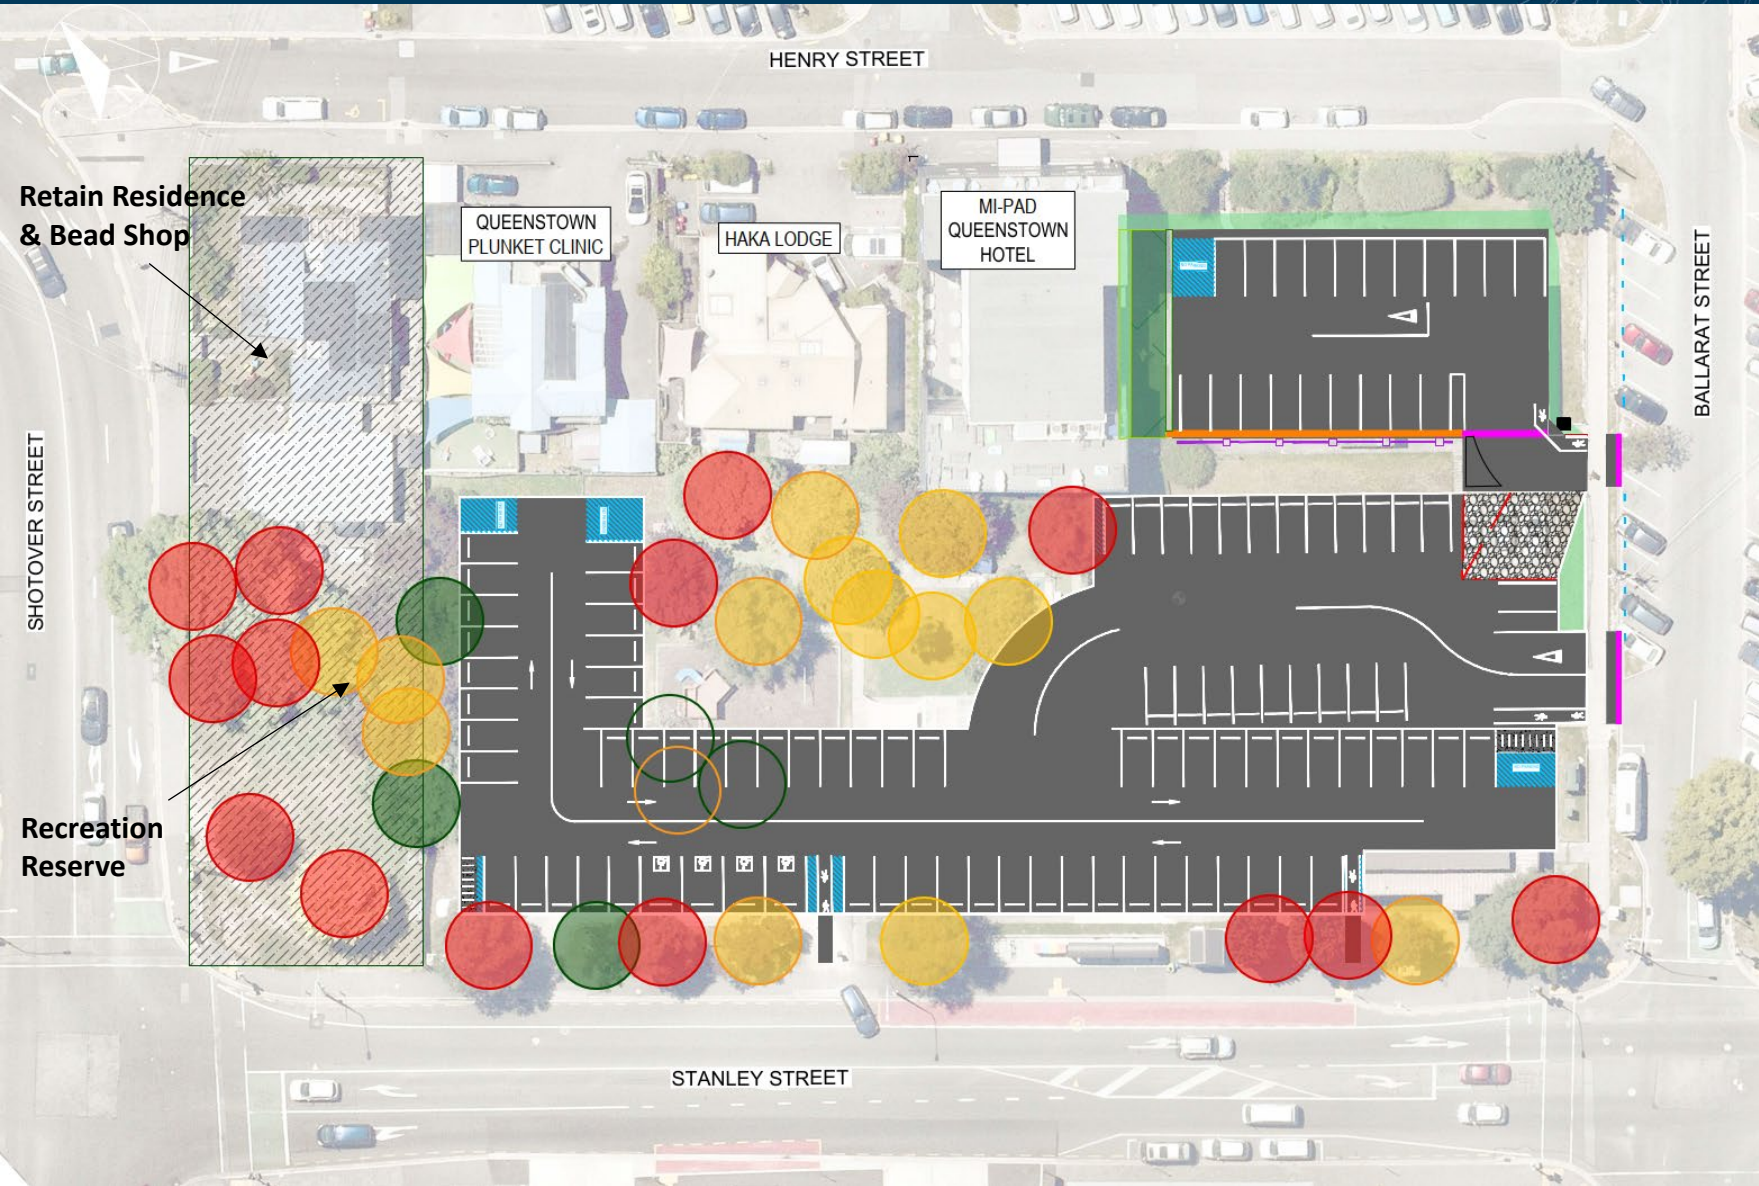 HENRY STREET
Retain Residence
& Bead Shop
QUEENSTOWN
PLUNKET CLINIC
HAKA LODGE
MI-PAD
QUEENSTOWN
HOTEL
BALLARAT STREET
SHOTOVER STREET
Recreation
Reserve
STANLEY STREET